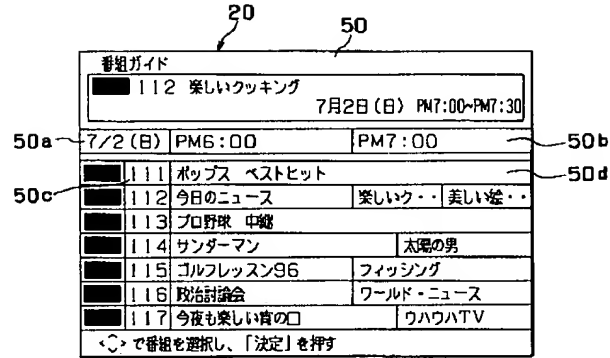 20
50
番組ガイド
112 楽しいクッキング
7月2日(日) PM7:00~PM7:30
50a 7/2(日) PM6:00 PM7:00 50b
50c 111 ポップス ベストヒット 50d
112 今日のニュース 楽しいク・・ 美しい絵・・
113 プロ野球 中継
114 サンダーマン 太陽の男
115 ゴルフレッスン96 フィッシング
116 政治討論会 ワールド・ニュース
117 今夜も楽しい宵の口 ウハウハTV
で番組を選択し、「決定」を押す